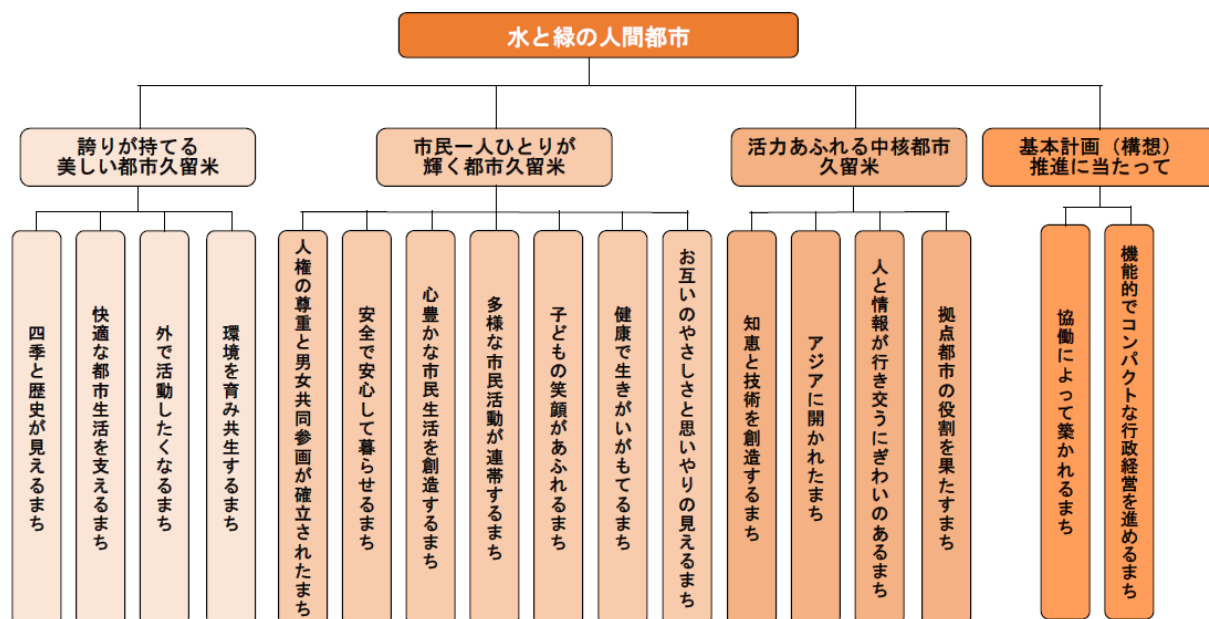 水と緑の人間都市
誇りが持てる
美しい都市久留米
市民一人ひとりが
輝く都市久留米
活力あふれる中核都市
久留米
基本計画（構想）
推進に当たって
四季と歴史が見えるまち
快適な都市生活を支えるまち
外で活動したくなるまち
環境を育み共生するまち
人権の尊重と男女共同参画が確立されたまち
安全で安心して暮らせるまち
心豊かな市民生活を創造するまち
多様な市民活動が連帯するまち
子どもの笑顔があふれるまち
健康で生きがいがもてるまち
お互いのやさしさと思いやりの見えるまち
知恵と技術を創造するまち
アジアに開かれたまち
人と情報が行き交うにぎわいのあるまち
拠点都市の役割を果たすまち
協働によって築かれるまち
機能的でコンパクトな行政経営を進めるまち